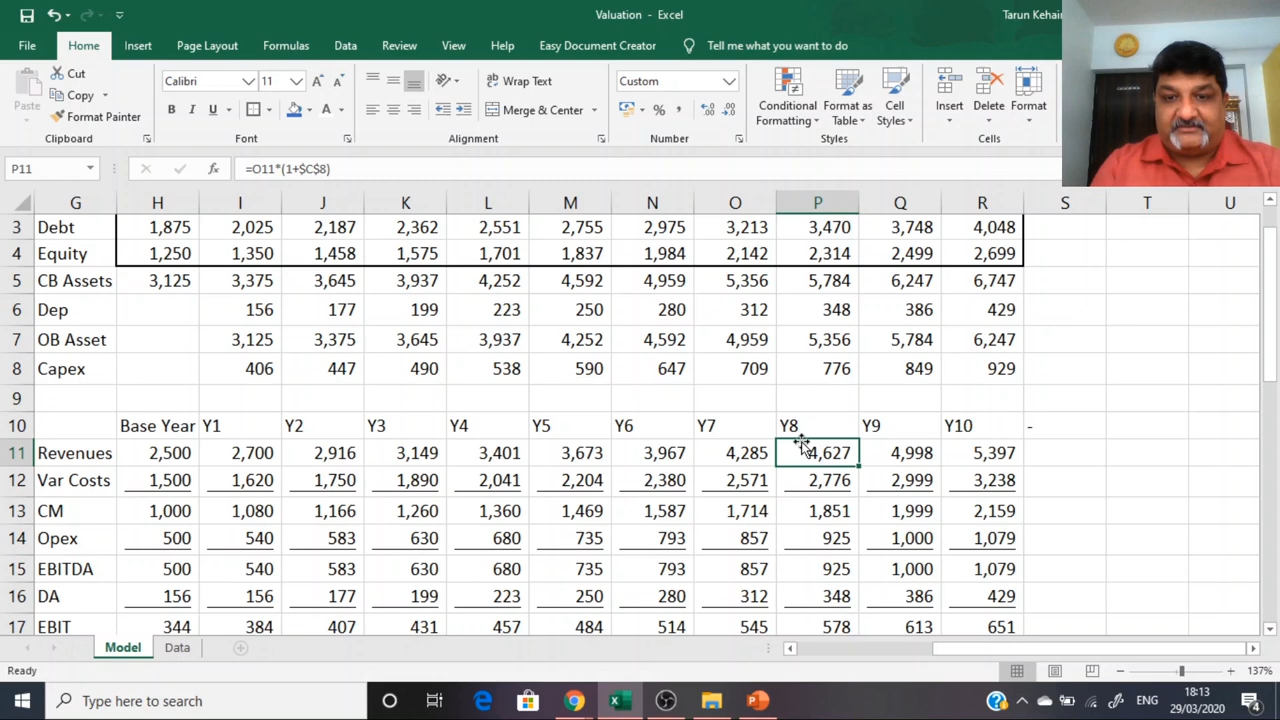 Valuation - Excel
Tarun Kehair
File Home Insert Page Layout Formulas Data Review View Help Easy Document Creator Tell me what you want to do
Paste Cut Copy Format Painter
Calibri 11
B I U A
Wrap Text
Merge & Center
Custom
%
Conditional Formatting Format as Table Cell Styles
Insert Delete Format
Clipboard Font Alignment Number Styles Cells
P11 fx =O11*(1+$C$8)
G H I J K L M N O P Q R S T U
3 Debt 1,875 2,025 2,187 2,362 2,551 2,755 2,975 3,213 3,470 3,748 4,048
4 Equity 1,250 1,350 1,458 1,575 1,701 1,837 1,984 2,142 2,314 2,499 2,699
5 CB Assets 3,125 3,375 3,645 3,937 4,252 4,592 4,959 5,356 5,784 6,247 6,747
6 Dep 156 177 199 223 250 280 312 348 386 429
7 OB Asset 3,125 3,375 3,645 3,937 4,252 4,592 4,959 5,356 5,784 6,247
8 Capex 406 447 490 538 590 647 709 776 849 929
9
10 Base Year Y1 Y2 Y3 Y4 Y5 Y6 Y7 Y8 Y9 Y10 -
11 Revenues 2,500 2,700 2,916 3,149 3,401 3,673 3,967 4,285 4,627 4,998 5,397
12 Var Costs 1,500 1,620 1,750 1,890 2,041 2,204 2,380 2,571 2,776 2,999 3,238
13 CM 1,000 1,080 1,166 1,260 1,360 1,469 1,587 1,714 1,851 1,999 2,159
14 Opex 500 540 583 630 680 735 793 857 925 1,000 1,079
15 EBITDA 500 540 583 630 680 735 793 857 925 1,000 1,079
16 DA 156 156 177 199 223 250 280 312 348 386 429
17 EBIT 344 384 407 431 457 484 514 545 578 613 651
Model Data
Ready 137%
Type here to search
ENG
18:13
29/03/2020
4